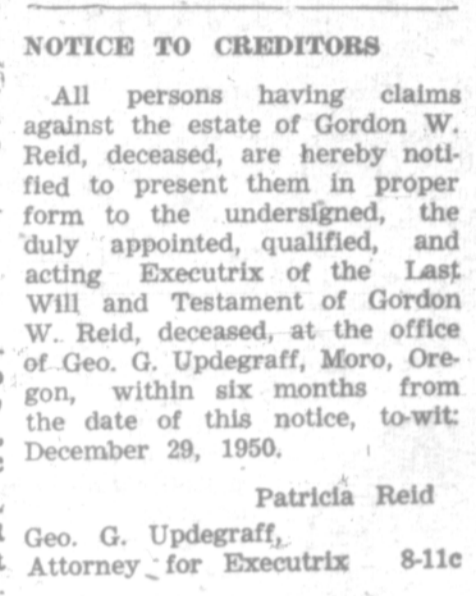 NOTICE TO CREDITORS
All persons having claims
against the estate of Gordon W.
Reid, deceased, are hereby noti-
fied to present them in proper
form to the undersigned, the
duly appointed, qualified, and
acting Executrix of the Last
Will and Testament of Gordon
W. Reid, deceased, at the office
of Geo. G. Updegraff, Moro, Ore-
gon, within six months from
the date of this notice, to-wit:
December 29, 1950.
Patricia Reid
Geo. G. Updegraff,
Attorney for Executrix 8-11c